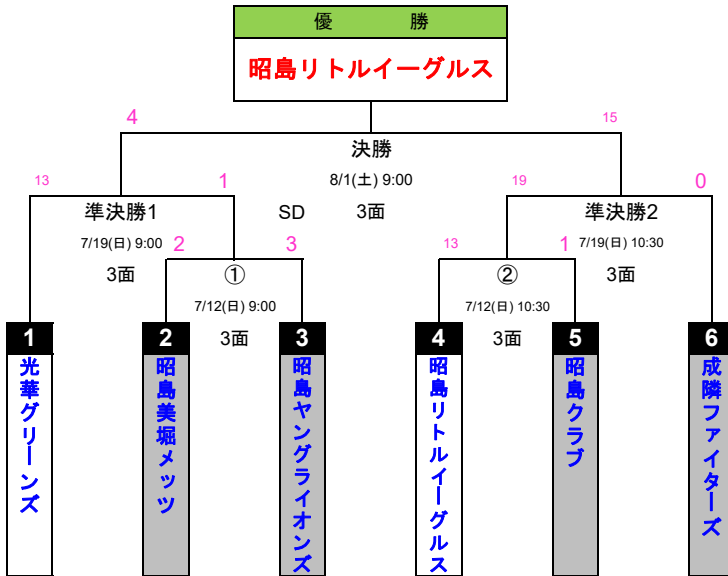 優 勝
昭島リトルイーグルス
4 15
決勝
8/1(土) 9:00
13 1 19 0
準決勝1 SD 3面 準決勝2
7/19(日) 9:00 2 3 13 1 7/19(日) 10:30
3面 ① ② 3面
7/12(日) 9:00 7/12(日) 10:30
1 2 3面 3 4 3面 5 6
光華グリーンズ
昭島美堀メッツ
昭島ヤングライオンズ
昭島リトルイーグルス
昭島クラブ
成隣ファイターズ